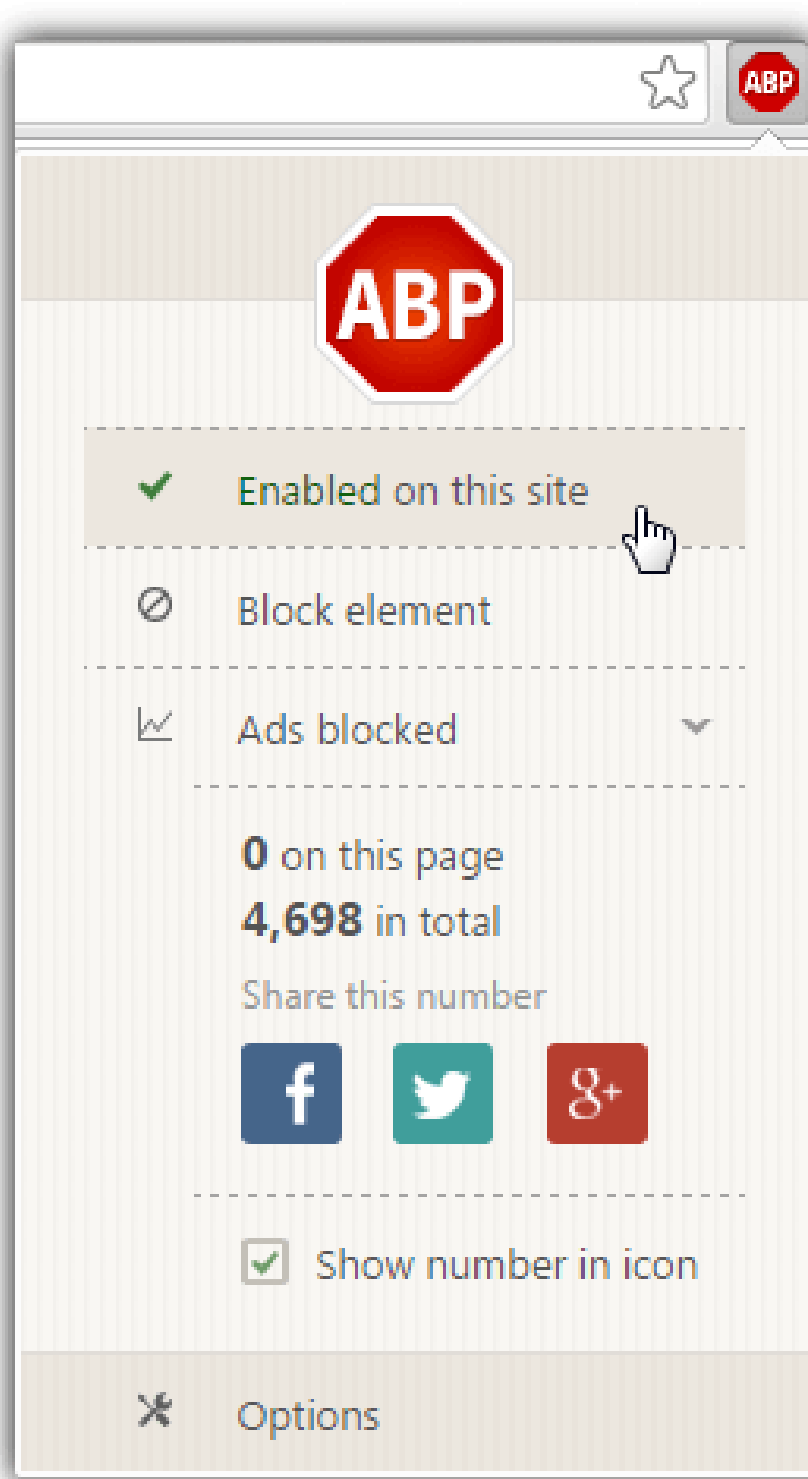 ABP
ABP
Enabled on this site
Block element
Ads blocked
0 on this page
4,698 in total
Share this number
f
g+
Show number in icon
Options